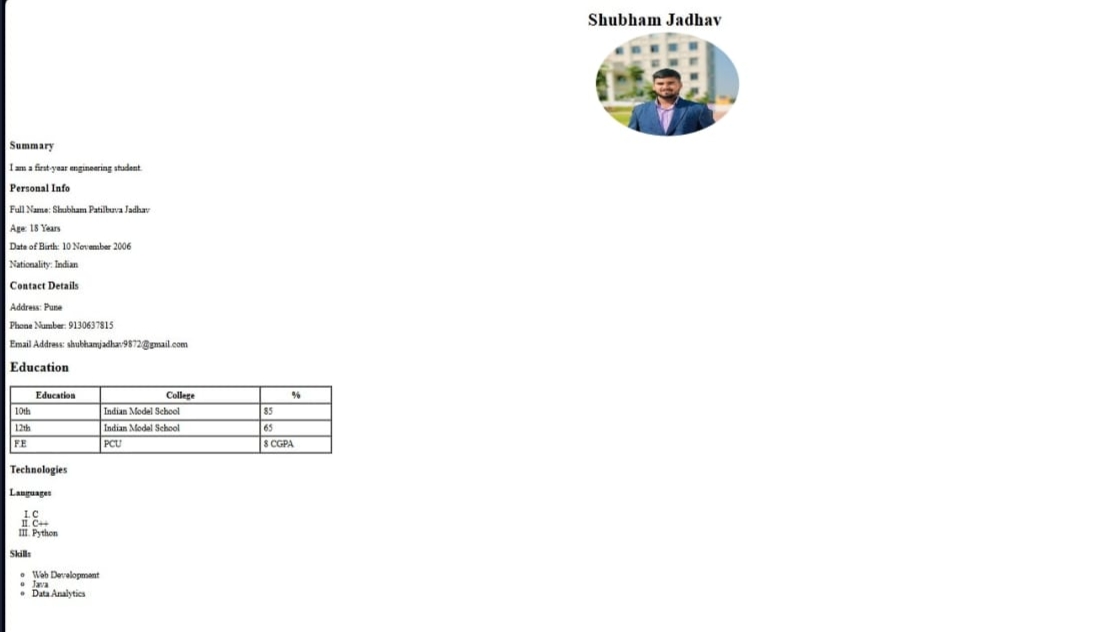 Shubham Jadhav
Summary
I am a first-year engineering student.
Personal Info
Full Name: Shubham Patilbuva Jadhav
Age: 18 Years
Date of Birth: 10 November 2006
Nationality: Indian
Contact Details
Address: Pune
Phone Number: 9130637815
Email Address: shubhamjadhav9872@gmail.com
Education
Education College %
10th Indian Model School 85
12th Indian Model School 65
F.E PCU 8 CGPA
Technologies
Languages
I. C
II. C++
III. Python
Skills
Web Development
Java
Data Analytics